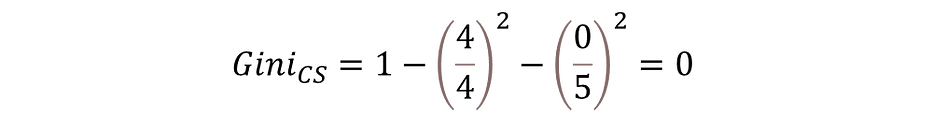 Gini_CS = 1 − (4/4)² − (0/5)² = 0